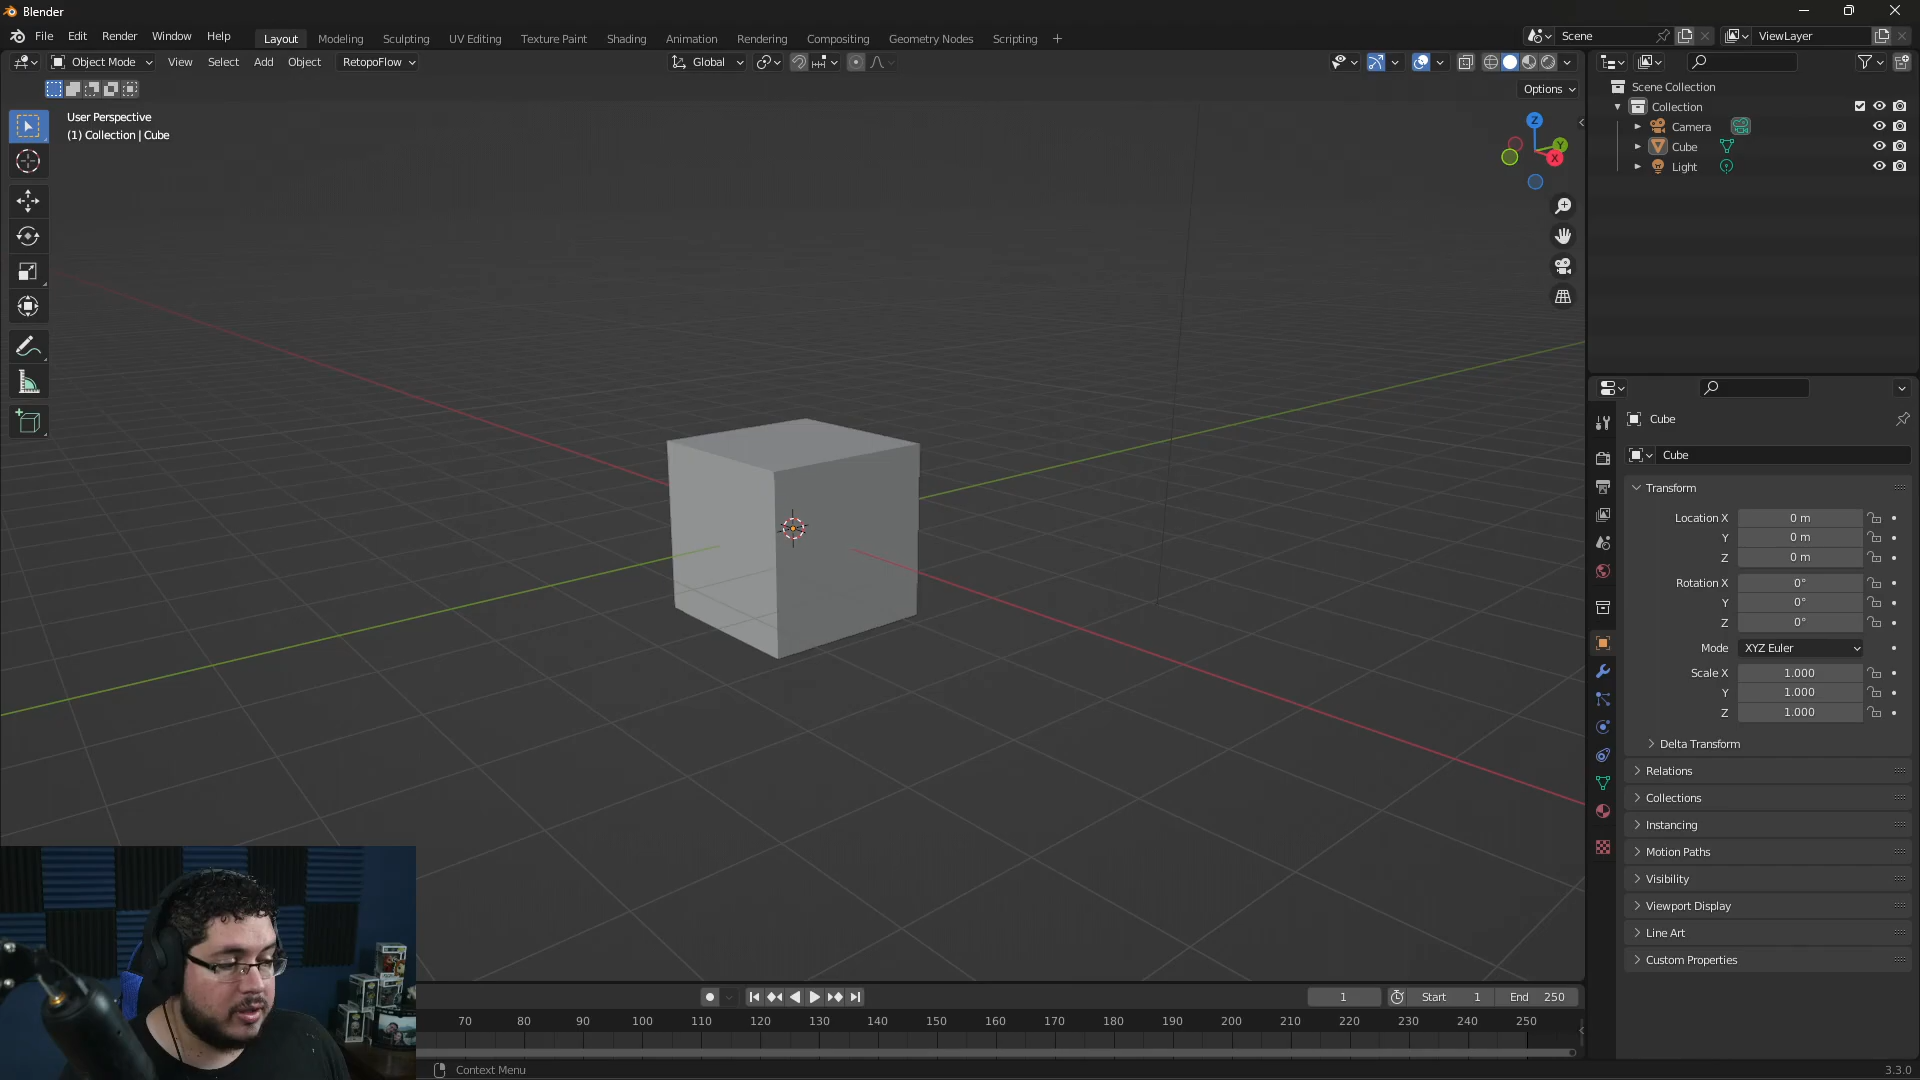 Blender
File Edit Render Window Help Layout Modeling Sculpting UV Editing Texture Paint Shading Animation Rendering Compositing Geometry Nodes Scripting + Scene ViewLayer
Object Mode View Select Add Object RetopoFlow Global
Options
User Perspective
(1) Collection | Cube
Z
Y
X
Scene Collection
Collection
Camera
Cube
Light
Cube
Cube
Transform
Location X 0 m
Y 0 m
Z 0 m
Rotation X 0°
Y 0°
Z 0°
Mode XYZ Euler
Scale X 1.000
Y 1.000
Z 1.000
Delta Transform
Relations
Collections
Instancing
Motion Paths
Visibility
Viewport Display
Line Art
Custom Properties
1 Start 1 End 250
70 80 90 100 110 120 130 140 150 160 170 180 190 200 210 220 230 240 250
Context Menu
3.3.0